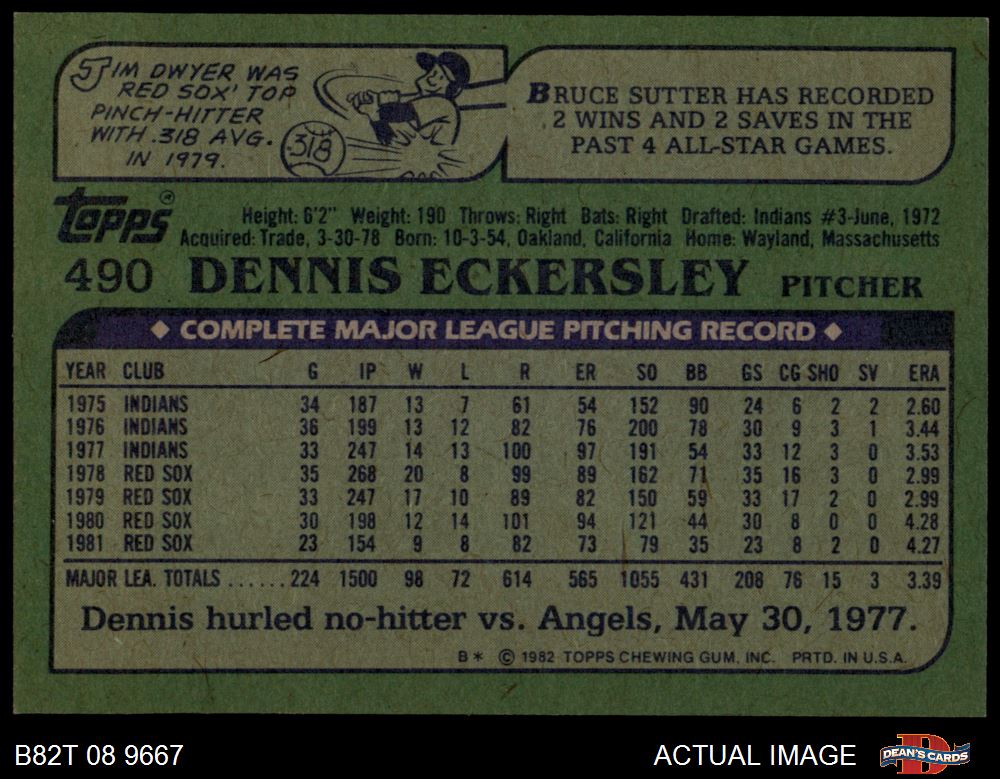 JIM DWYER WAS
RED SOX' TOP
PINCH-HITTER
WITH .318 AVG.
IN 1979.
.318
BRUCE SUTTER HAS RECORDED
2 WINS AND 2 SAVES IN THE
PAST 4 ALL-STAR GAMES.
Topps®
Height: 6'2" Weight: 190 Throws: Right Bats: Right Drafted: Indians #3-June, 1972
Acquired: Trade, 3-30-78 Born: 10-3-54, Oakland, California Home: Wayland, Massachusetts
490 DENNIS ECKERSLEY PITCHER
◆ COMPLETE MAJOR LEAGUE PITCHING RECORD ◆
YEAR CLUB G IP W L R ER SO BB GS CG SHO SV ERA
1975 INDIANS 34 187 13 7 61 54 152 90 24 6 2 2 2.60
1976 INDIANS 36 199 13 12 82 76 200 78 30 9 3 1 3.44
1977 INDIANS 33 247 14 13 100 97 191 54 33 12 3 0 3.53
1978 RED SOX 35 268 20 8 99 89 162 71 35 16 3 0 2.99
1979 RED SOX 33 247 17 10 89 82 150 59 33 17 2 0 2.99
1980 RED SOX 30 198 12 14 101 94 121 44 30 8 0 0 4.28
1981 RED SOX 23 154 9 8 82 73 79 35 23 8 2 0 4.27
MAJOR LEA. TOTALS ...... 224 1500 98 72 614 565 1055 431 208 76 15 3 3.39
Dennis hurled no-hitter vs. Angels, May 30, 1977.
B* © 1982 TOPPS CHEWING GUM, INC. PRTD. IN U.S.A.
B82T 08 9667
ACTUAL IMAGE
D
DEAN'S CARDS